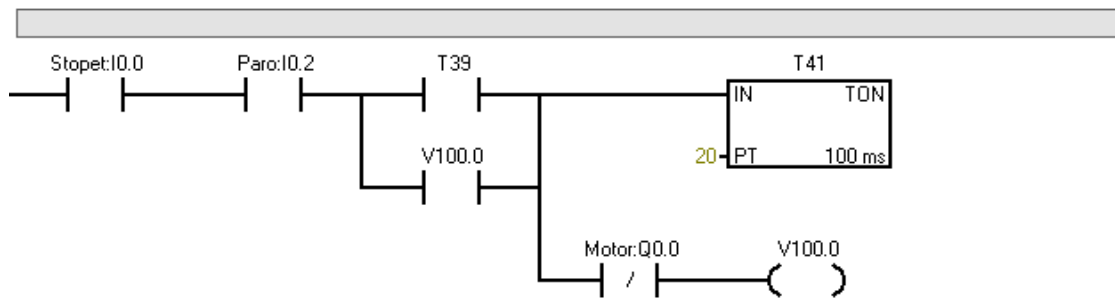 Stopet:I0.0 Paro:I0.2 T39 T41
IN TON
V100.0
20 PT 100 ms
Motor:Q0.0 V100.0
/